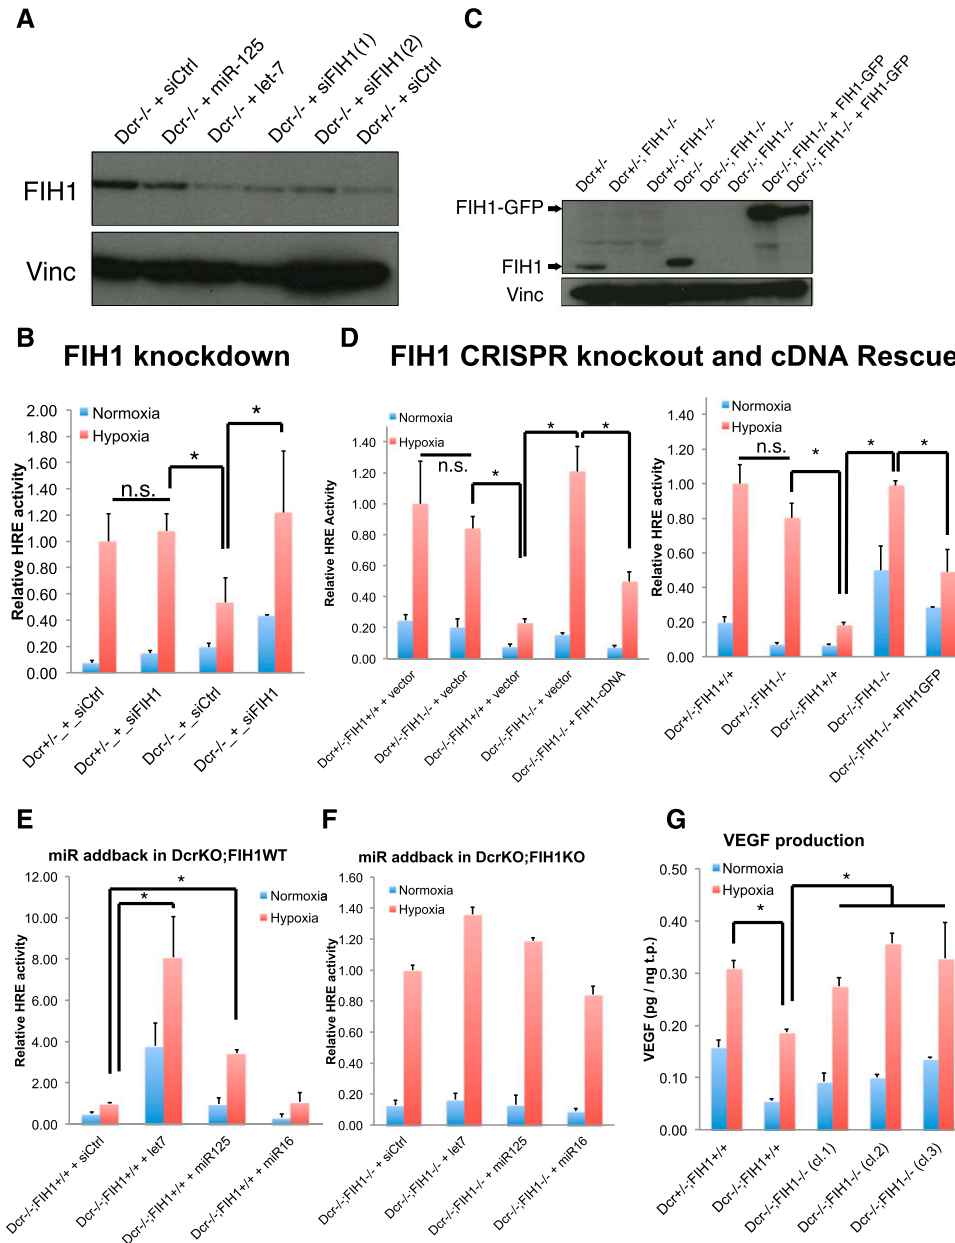 A
Dcr-/- + siCtrl
Dcr-/- + miR-125
Dcr-/- + let-7
Dcr-/- + siFIH1(1)
Dcr-/- + siFIH1(2)
Dcr+/- + siCtrl
FIH1
Vinc
C
Dcr+/-
Dcr+/-; FIH1-/-
Dcr+/-; FIH1-/-
Dcr-/-
Dcr-/-; FIH1-/-
Dcr-/-; FIH1-/-
Dcr-/-; FIH1-/- + FIH1-GFP
Dcr-/-; FIH1-/- + FIH1-GFP
FIH1-GFP
FIH1
Vinc
B
FIH1 knockdown
Relative HRE activity
2.00
1.80
1.60
1.40
1.20
1.00
0.80
0.60
0.40
0.20
0.00
Normoxia
Hypoxia
n.s.
*
*
Dcr+/-_+_siCtrl
Dcr+/-_+_siFIH1
Dcr-/-_+_siCtrl
Dcr-/-_+_siFIH1
D
FIH1 CRISPR knockout and cDNA Rescue
Relative HRE Activity
1.40
1.20
1.00
0.80
0.60
0.40
0.20
0.00
Normoxia
Hypoxia
n.s.
*
*
*
Dcr+/-;FIH1+/+ + vector
Dcr+/-;FIH1-/- + vector
Dcr-/-;FIH1+/+ + vector
Dcr-/-;FIH1-/- + vector
Dcr-/-;FIH1-/- + FIH1-cDNA
Relative HRE activity
1.40
1.20
1.00
0.80
0.60
0.40
0.20
0.00
Normoxia
Hypoxia
n.s.
*
*
*
Dcr+/-;FIH1+/+
Dcr+/-;FIH1-/-
Dcr-/-;FIH1+/+
Dcr-/-;FIH1-/-
Dcr-/-;FIH1-/- +FIH1GFP
E
miR addback in DcrKO;FIH1WT
Relative HRE activity
12.00
10.00
8.00
6.00
4.00
2.00
0.00
Normoxia
Hypoxia
*
*
Dcr-/-;FIH1+/+ + siCtrl
Dcr-/-;FIH1+/+ + let7
Dcr-/-;FIH1+/+ + miR125
Dcr-/-;FIH1+/+ + miR16
F
miR addback in DcrKO;FIH1KO
Relative HRE activity
1.60
1.40
1.20
1.00
0.80
0.60
0.40
0.20
0.00
Normoxia
Hypoxia
Dcr-/-;FIH1-/- + siCtrl
Dcr-/-;FIH1-/- + let7
Dcr-/-;FIH1-/- + miR125
Dcr-/-;FIH1-/- + miR16
G
VEGF production
VEGF (pg / ng t.p.)
0.50
0.40
0.30
0.20
0.10
0.00
Normoxia
Hypoxia
*
*
Dcr+/-;FIH1+/+
Dcr-/-;FIH1+/+
Dcr-/-;FIH1-/- (cl.1)
Dcr-/-;FIH1-/- (cl.2)
Dcr-/-;FIH1-/- (cl.3)